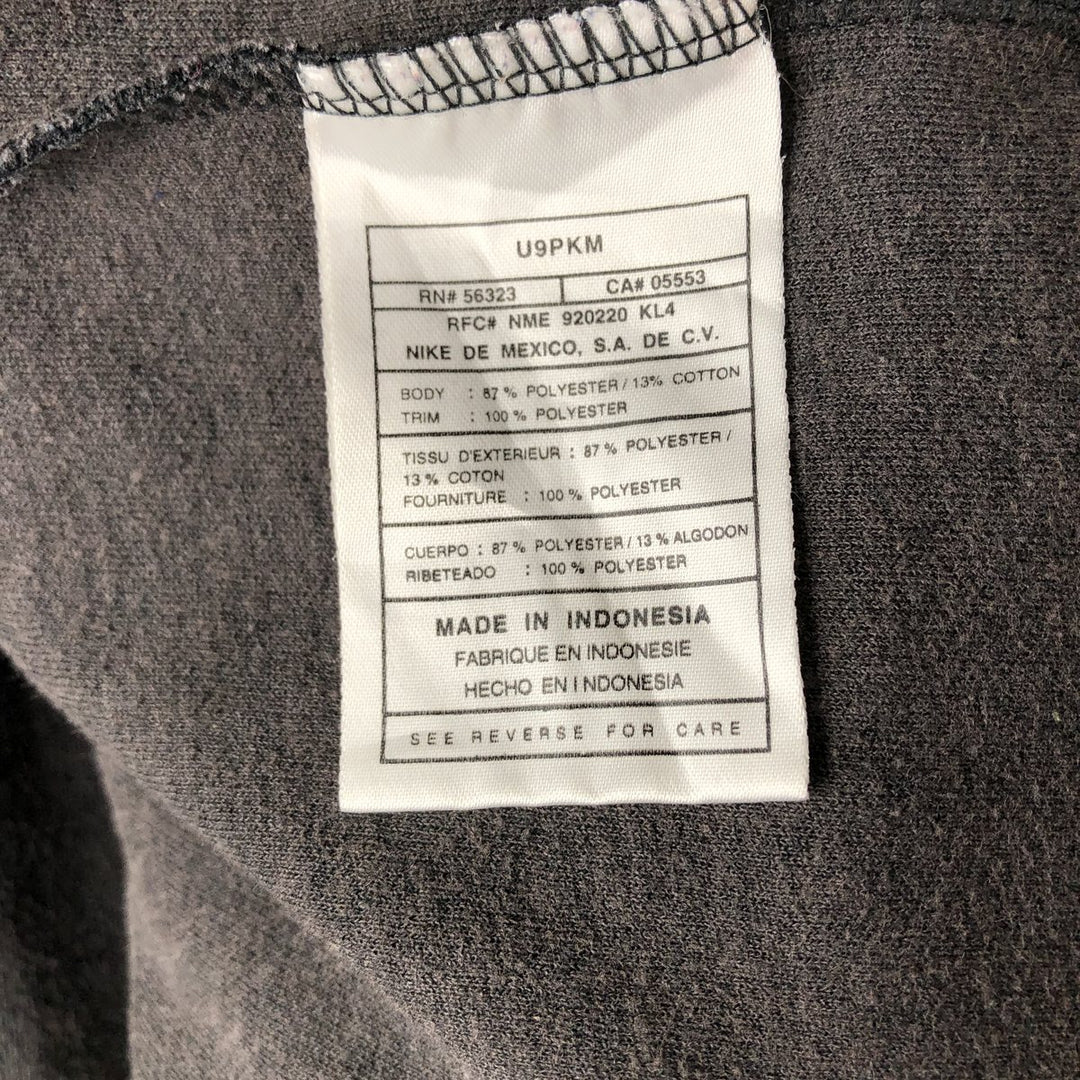 U9PKM
RN# 56323 CA# 05553
RFC# NME 920220 KL4
NIKE DE MEXICO, S.A. DE C.V.
BODY : 87 % POLYESTER / 13% COTTON
TRIM : 100 % POLYESTER
TISSU D'EXTERIEUR : 87 % POLYESTER /
13 % COTON
FOURNITURE : 100 % POLYESTER
CUERPO : 87 % POLYESTER / 13 % ALGODON
RIBETEADO : 100 % POLYESTER
MADE IN INDONESIA
FABRIQUE EN INDONESIE
HECHO EN INDONESIA
SEE REVERSE FOR CARE